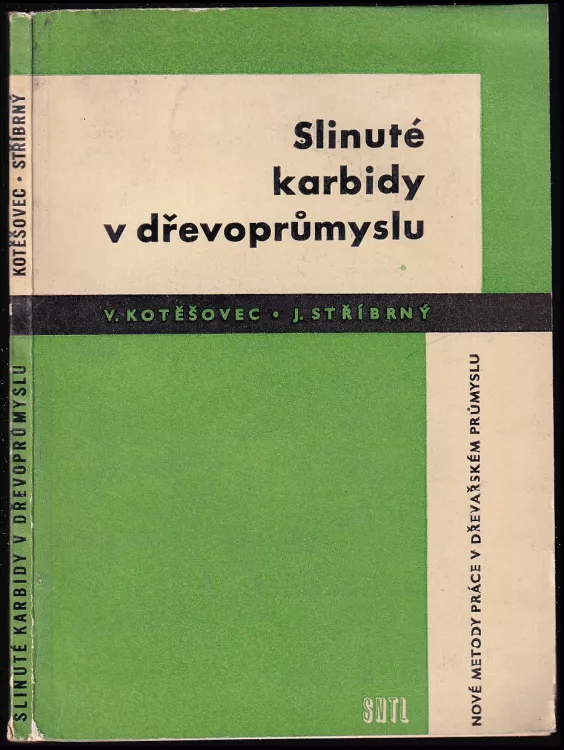 Slinuté
karbidy
v dřevoprůmyslu
V. KOTĚŠOVEC • J. STŘÍBRNÝ
NOVÉ METODY PRÁCE V DŘEVAŘSKÉM PRŮMYSLU
SNTL
SLINUTÉ KARBIDY V DŘEVOPRŮMYSLU KOTĚŠOVEC • STŘÍBRNÝ